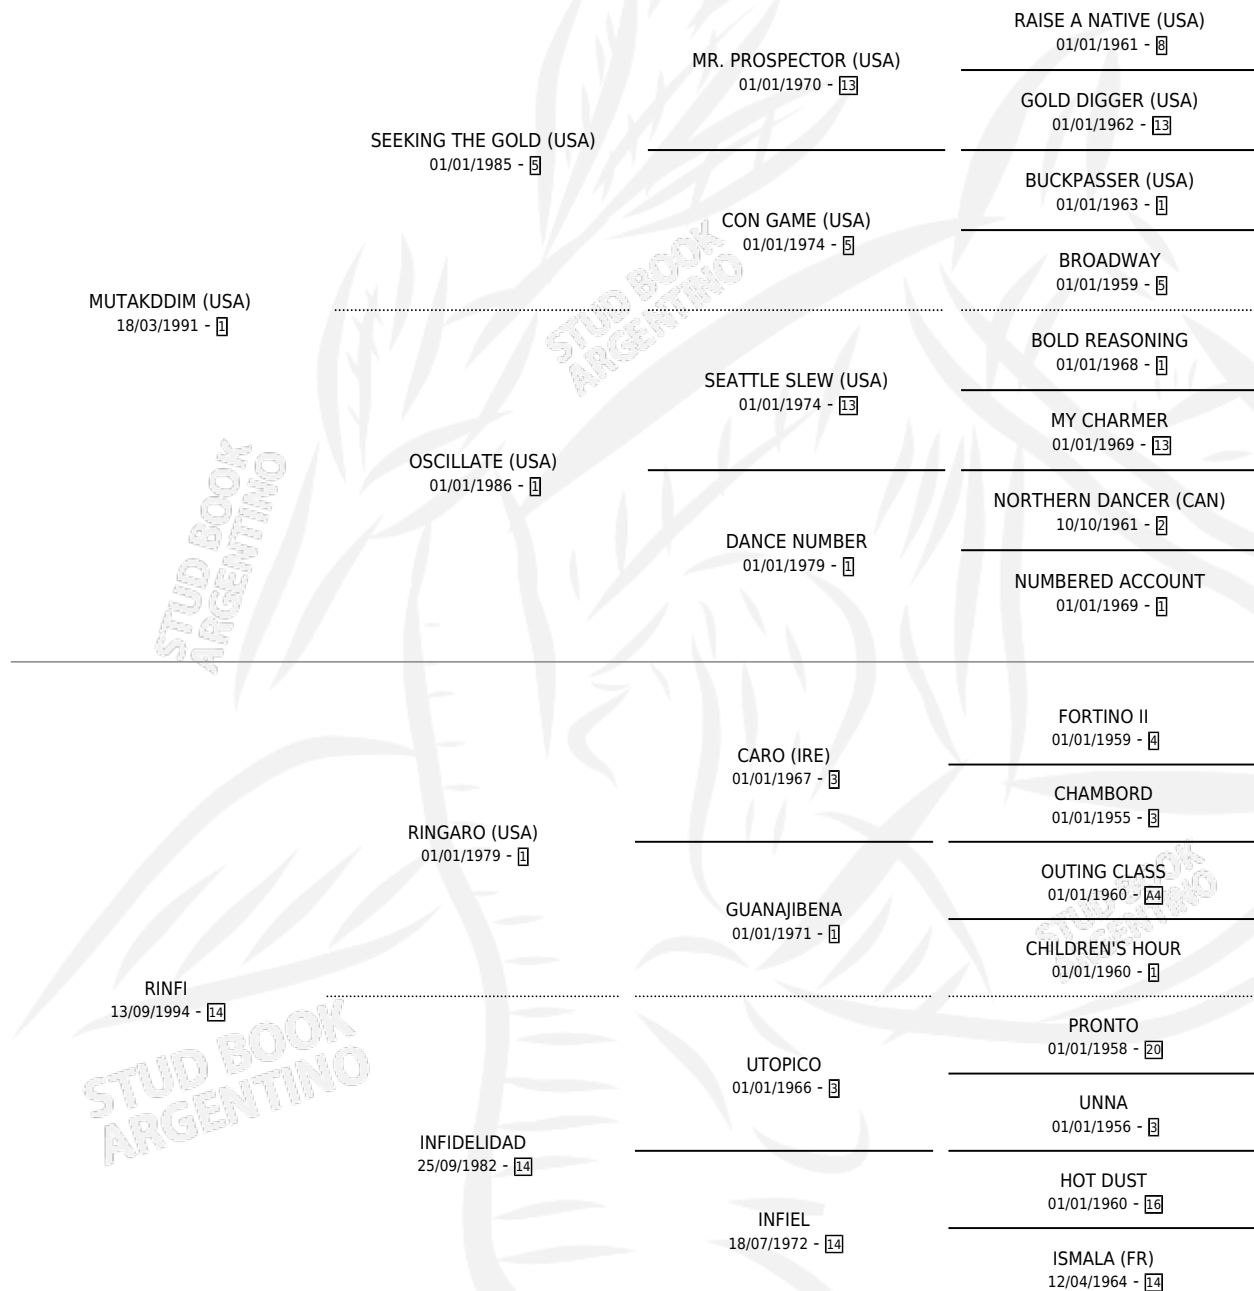 RAISE A NATIVE (USA)
01/01/1961 - 8
MR. PROSPECTOR (USA)
01/01/1970 - 13
GOLD DIGGER (USA)
01/01/1962 - 13
SEEKING THE GOLD (USA)
01/01/1985 - 5
BUCKPASSER (USA)
01/01/1963 - 1
CON GAME (USA)
01/01/1974 - 5
BROADWAY
01/01/1959 - 5
MUTAKDDIM (USA)
18/03/1991 - 1
BOLD REASONING
01/01/1968 - 1
SEATTLE SLEW (USA)
01/01/1974 - 13
MY CHARMER
01/01/1969 - 13
OSCILLATE (USA)
01/01/1986 - 1
NORTHERN DANCER (CAN)
10/10/1961 - 2
DANCE NUMBER
01/01/1979 - 1
NUMBERED ACCOUNT
01/01/1969 - 1
FORTINO II
01/01/1959 - 4
CARO (IRE)
01/01/1967 - 3
CHAMBORD
01/01/1955 - 3
RINGARO (USA)
01/01/1979 - 1
OUTING CLASS
01/01/1960 - A4
GUANAJIBENA
01/01/1971 - 1
CHILDREN'S HOUR
01/01/1960 - 1
RINFI
13/09/1994 - 14
PRONTO
01/01/1958 - 20
UTOPICO
01/01/1966 - 3
UNNA
01/01/1956 - 3
INFIDELIDAD
25/09/1982 - 14
HOT DUST
01/01/1960 - 16
INFIEL
18/07/1972 - 14
ISMALA (FR)
12/04/1964 - 14
STUD BOOK
ARGENTINO
STUD BOOK
ARGENTINO
STUD BOOK
ARGENTINO
STUD BOOK
ARGENTINO